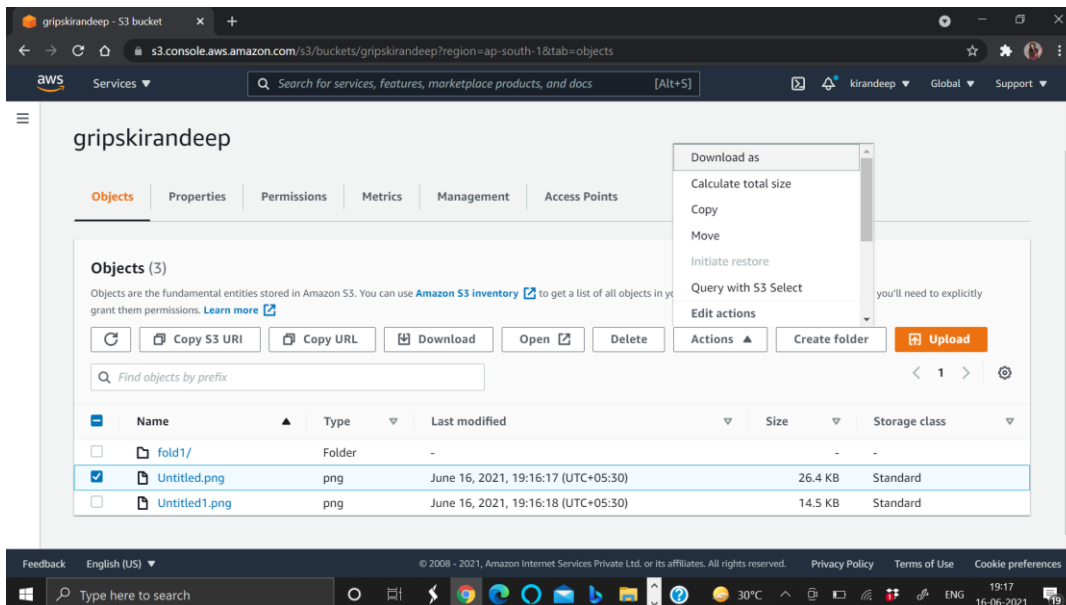 gripskirandeep - S3 bucket
s3.console.aws.amazon.com/s3/buckets/gripskirandeep?region=ap-south-1&tab=objects
aws Services Search for services, features, marketplace products, and docs [Alt+S] kirandeep Global Support
gripskirandeep
Objects Properties Permissions Metrics Management Access Points
Download as
Calculate total size
Copy
Move
Initiate restore
Query with S3 Select
Edit actions
Objects (3)
Objects are the fundamental entities stored in Amazon S3. You can use Amazon S3 inventory to get a list of all objects in you'll need to explicitly
grant them permissions. Learn more
Copy S3 URI Copy URL Download Open Delete Actions Create folder Upload
Find objects by prefix 1
Name Type Last modified Size Storage class
fold1/ Folder - - -
Untitled.png png June 16, 2021, 19:16:17 (UTC+05:30) 26.4 KB Standard
Untitled1.png png June 16, 2021, 19:16:18 (UTC+05:30) 14.5 KB Standard
Feedback English (US) © 2008 - 2021, Amazon Internet Services Private Ltd. or its affiliates. All rights reserved. Privacy Policy Terms of Use Cookie preferences
Type here to search 30°C ENG 19:17
16-06-2021 19